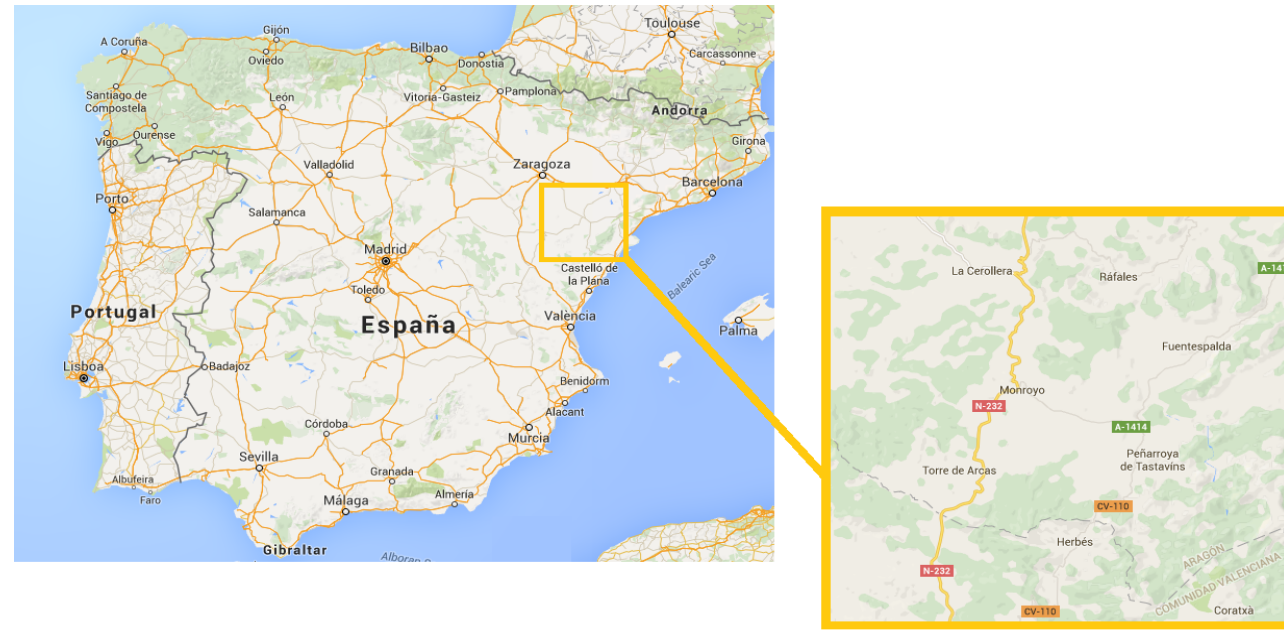 Toulouse
Gijón
A Coruña
Bilbao
Carcassonne
Oviedo
Donostia
Santiago de
Compostela
León
Vitoria-Gasteiz
Pamplona
Andorra
Vigo
Ourense
Girona
Valladolid
Zaragoza
Barcelona
Porto
Salamanca
Madrid
Castelló de
la Plana
Balearic Sea
Toledo
Portugal
España
València
Palma
Lisboa
Badajoz
Benidorm
Alacant
Córdoba
Murcia
Sevilla
Granada
Albufeira
Faro
Málaga
Almería
Gibraltar
La Cerollera
Ráfales
Fuentespalda
Monroyo
N-232
A-1414
Peñarroya
de Tastavins
Torre de Arcas
CV-110
Herbés
ARAGÓN
COMUNIDAD VALENCIANA
N-232
CV-110
Coratxà